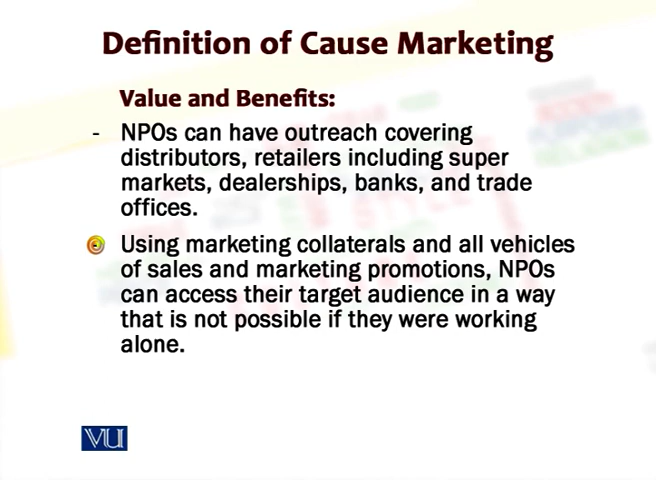 Definition of Cause Marketing
Value and Benefits:
- NPOs can have outreach covering
distributors, retailers including super
markets, dealerships, banks, and trade
offices.
Using marketing collaterals and all vehicles
of sales and marketing promotions, NPOs
can access their target audience in a way
that is not possible if they were working
alone.
VU